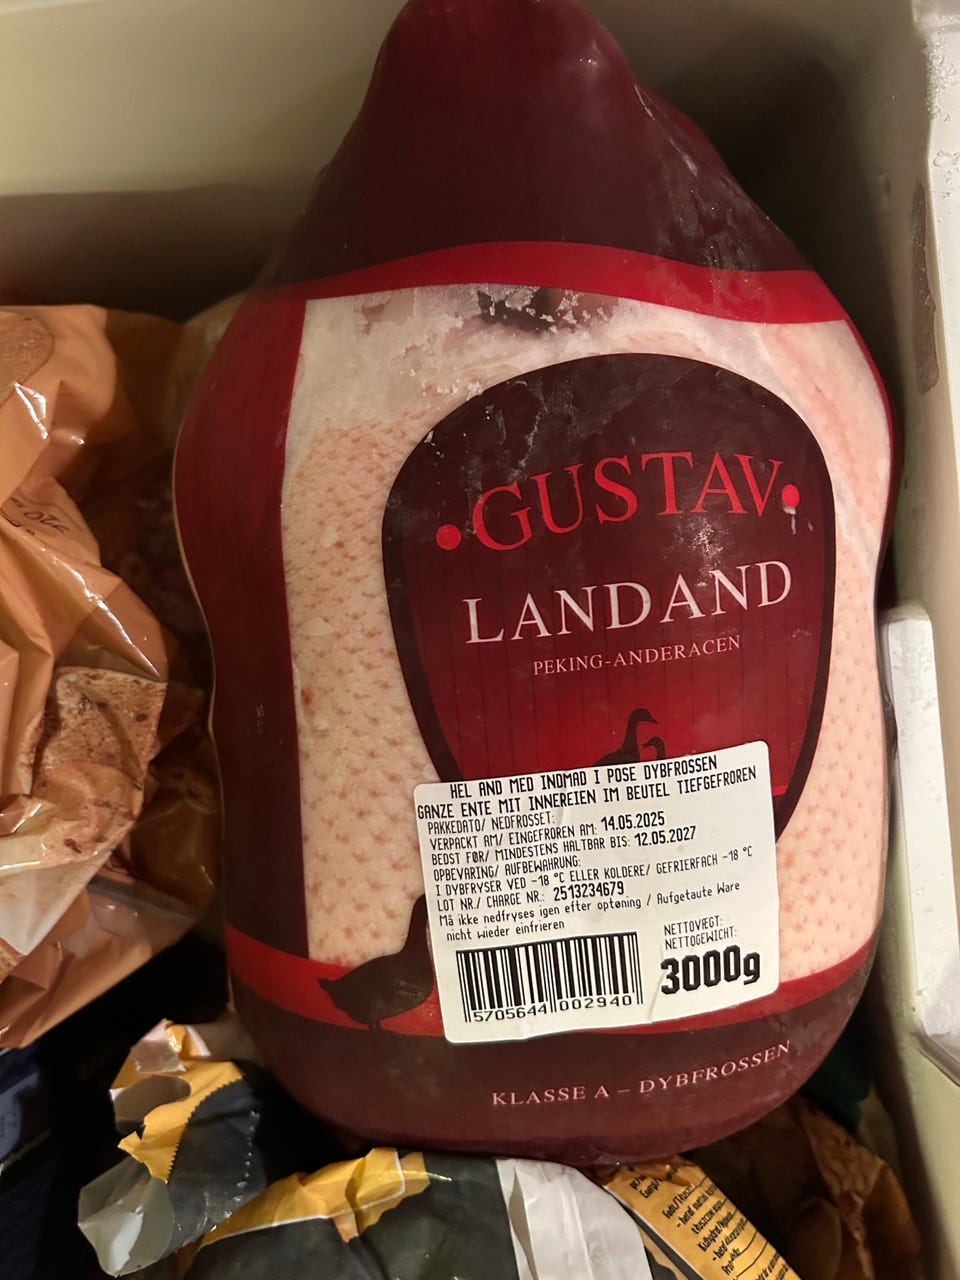 •GUSTAV•
LANDAND
PEKING-ANDERACEN
HEL AND MED INDMAD I POSE DYBFROSSEN
GANZE ENTE MIT INNEREIEN IM BEUTEL TIEFGEFROREN
PAKKEDATO/ NEDFROSSET:
VERPACKT AM/ EINGEFROREN AM: 14.05.2025
BEDST FØR/ MINDESTENS HALTBAR BIS: 12.05.2027
OPBEVARING/ AUFBEWAHRUNG:
I DYBFRYSER VED -18 °C ELLER KOLDERE/ GEFRIERFACH -18 °C
LOT NR./ CHARGE NR.: 2513234679
Må ikke nedfryses igen efter optøning / Aufgetaute Ware
nicht wieder einfrieren
NETTOVÆGT:
NETTOGEWICHT:
3000g
5705644 002940
KLASSE A – DYBFROSSEN